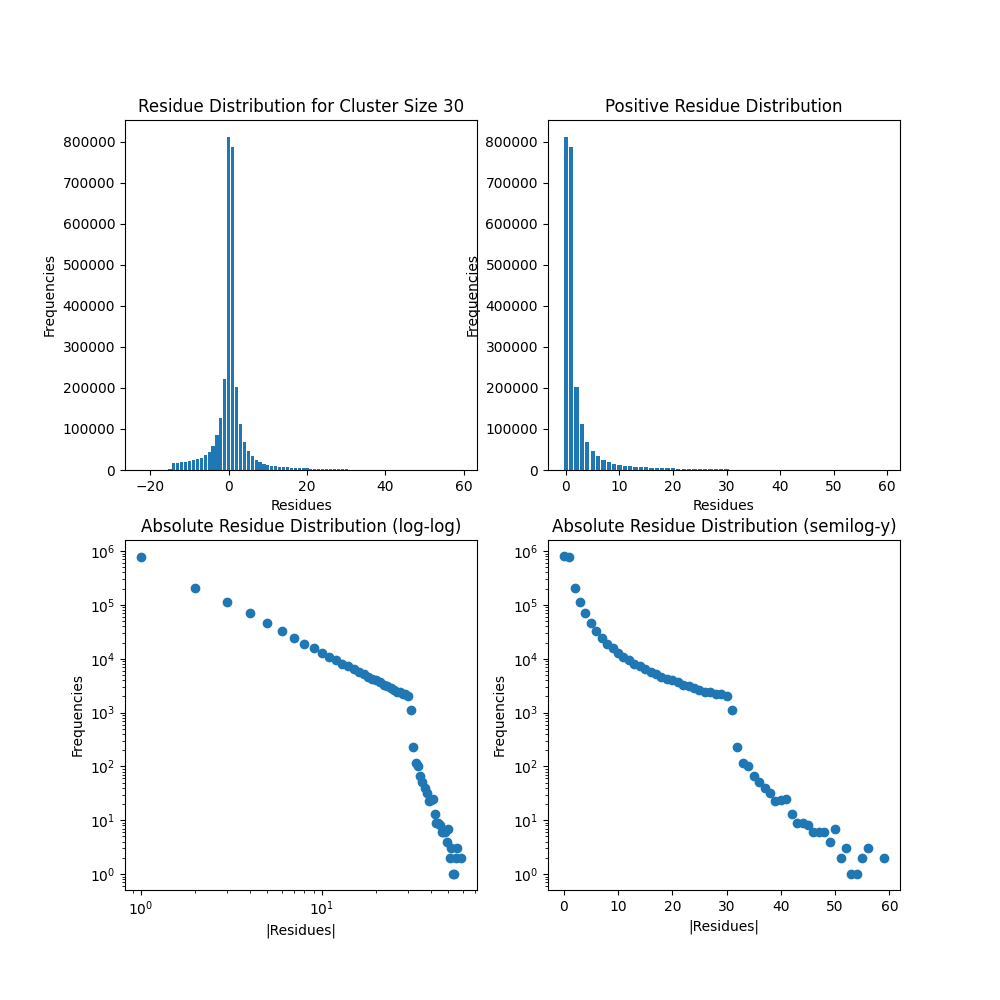 Residue Distribution for Cluster Size 30
Frequencies
800000
700000
600000
500000
400000
300000
200000
100000
0
−20 0 20 40 60
Residues
Positive Residue Distribution
Frequencies
800000
700000
600000
500000
400000
300000
200000
100000
0
0 10 20 30 40 50 60
Residues
Absolute Residue Distribution (log-log)
Frequencies
10⁶
10⁵
10⁴
10³
10²
10¹
10⁰
10⁰ 10¹
|Residues|
Absolute Residue Distribution (semilog-y)
Frequencies
10⁶
10⁵
10⁴
10³
10²
10¹
10⁰
0 10 20 30 40 50 60
|Residues|